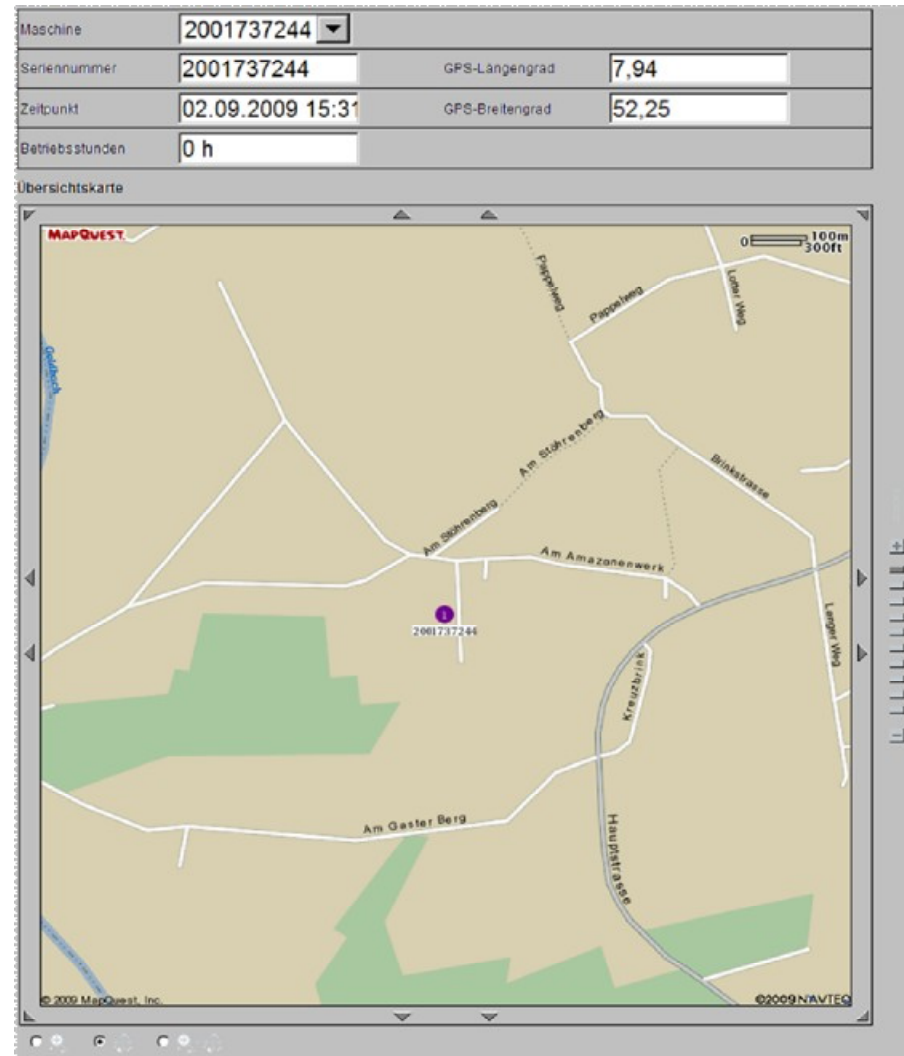 Maschine 2001737244
Seriennummer 2001737244 GPS-Längengrad 7,94
Zeitpunkt 02.09.2009 15:31 GPS-Breitengrad 52,25
Betriebsstunden 0 h
Übersichtskarte
MAPQUEST
0 100m
300ft
Pappelweg
Pappelweg
Lotter Weg
Goldbach
Am Stöhrenberg
Brinkstrasse
Am Stöhrenberg
Am Amazonenwerk
1
2001737244
Langer Weg
Kreuzbrink
Am Gaster Berg
Hauptstrasse
© 2009 MapQuest, Inc. ©2009 NAVTEQ